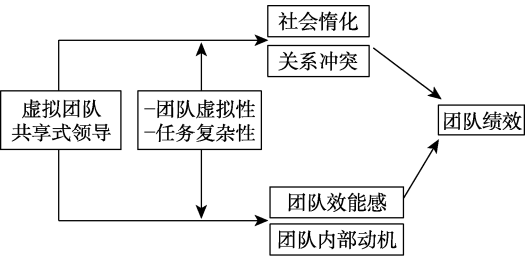 社会惰化
关系冲突
虚拟团队
共享式领导
–团队虚拟性
–任务复杂性
团队绩效
团队效能感
团队内部动机